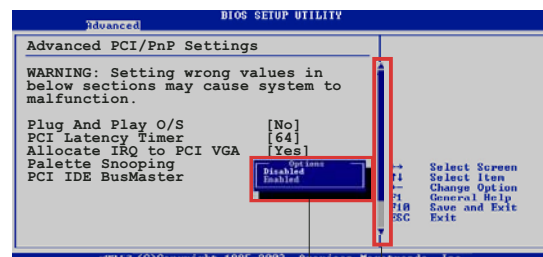 BIOS SETUP UTILITY
Advanced
Advanced PCI/PnP Settings
WARNING: Setting wrong values in
below sections may cause system to
malfunction.
Plug And Play O/S [No]
PCI Latency Timer [64]
Allocate IRQ to PCI VGA [Yes]
Palette Snooping
PCI IDE BusMaster
Options
Disabled
Enabled
Select Screen
Select Item
Change Option
F1 General Help
F10 Save and Exit
ESC Exit